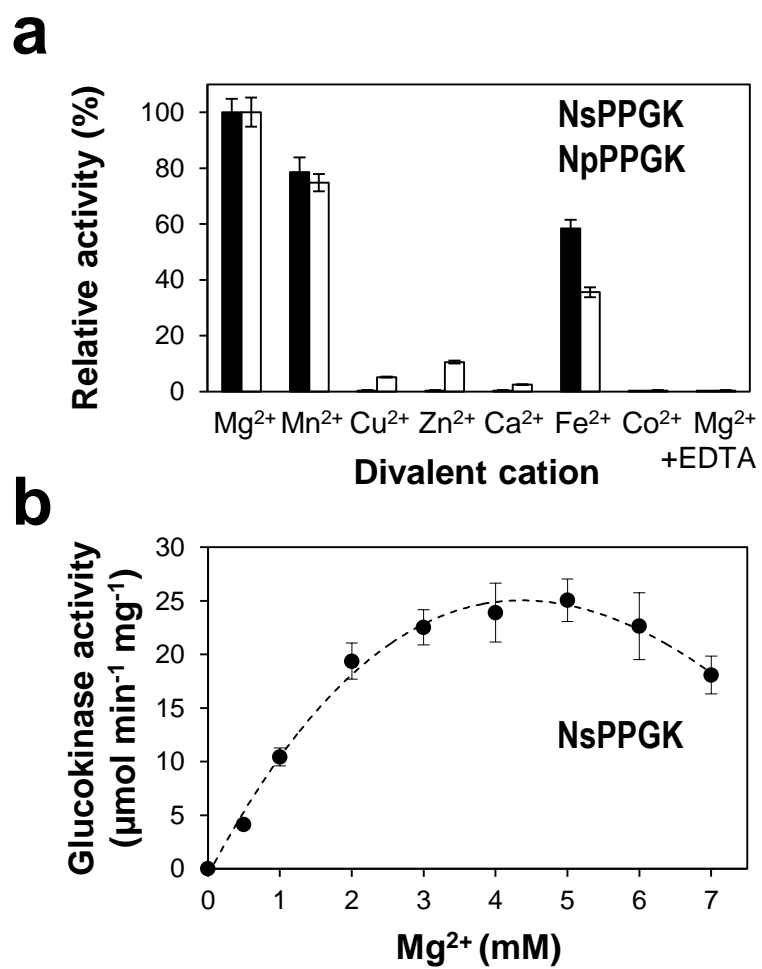 a
Relative activity (%)
100
80
60
40
20
0
NsPPGK
NpPPGK
Mg²⁺ Mn²⁺ Cu²⁺ Zn²⁺ Ca²⁺ Fe²⁺ Co²⁺ Mg²⁺
+EDTA
Divalent cation
b
Glucokinase activity
(µmol min⁻¹ mg⁻¹)
30
25
20
15
10
5
0
NsPPGK
0 1 2 3 4 5 6 7
Mg²⁺ (mM)